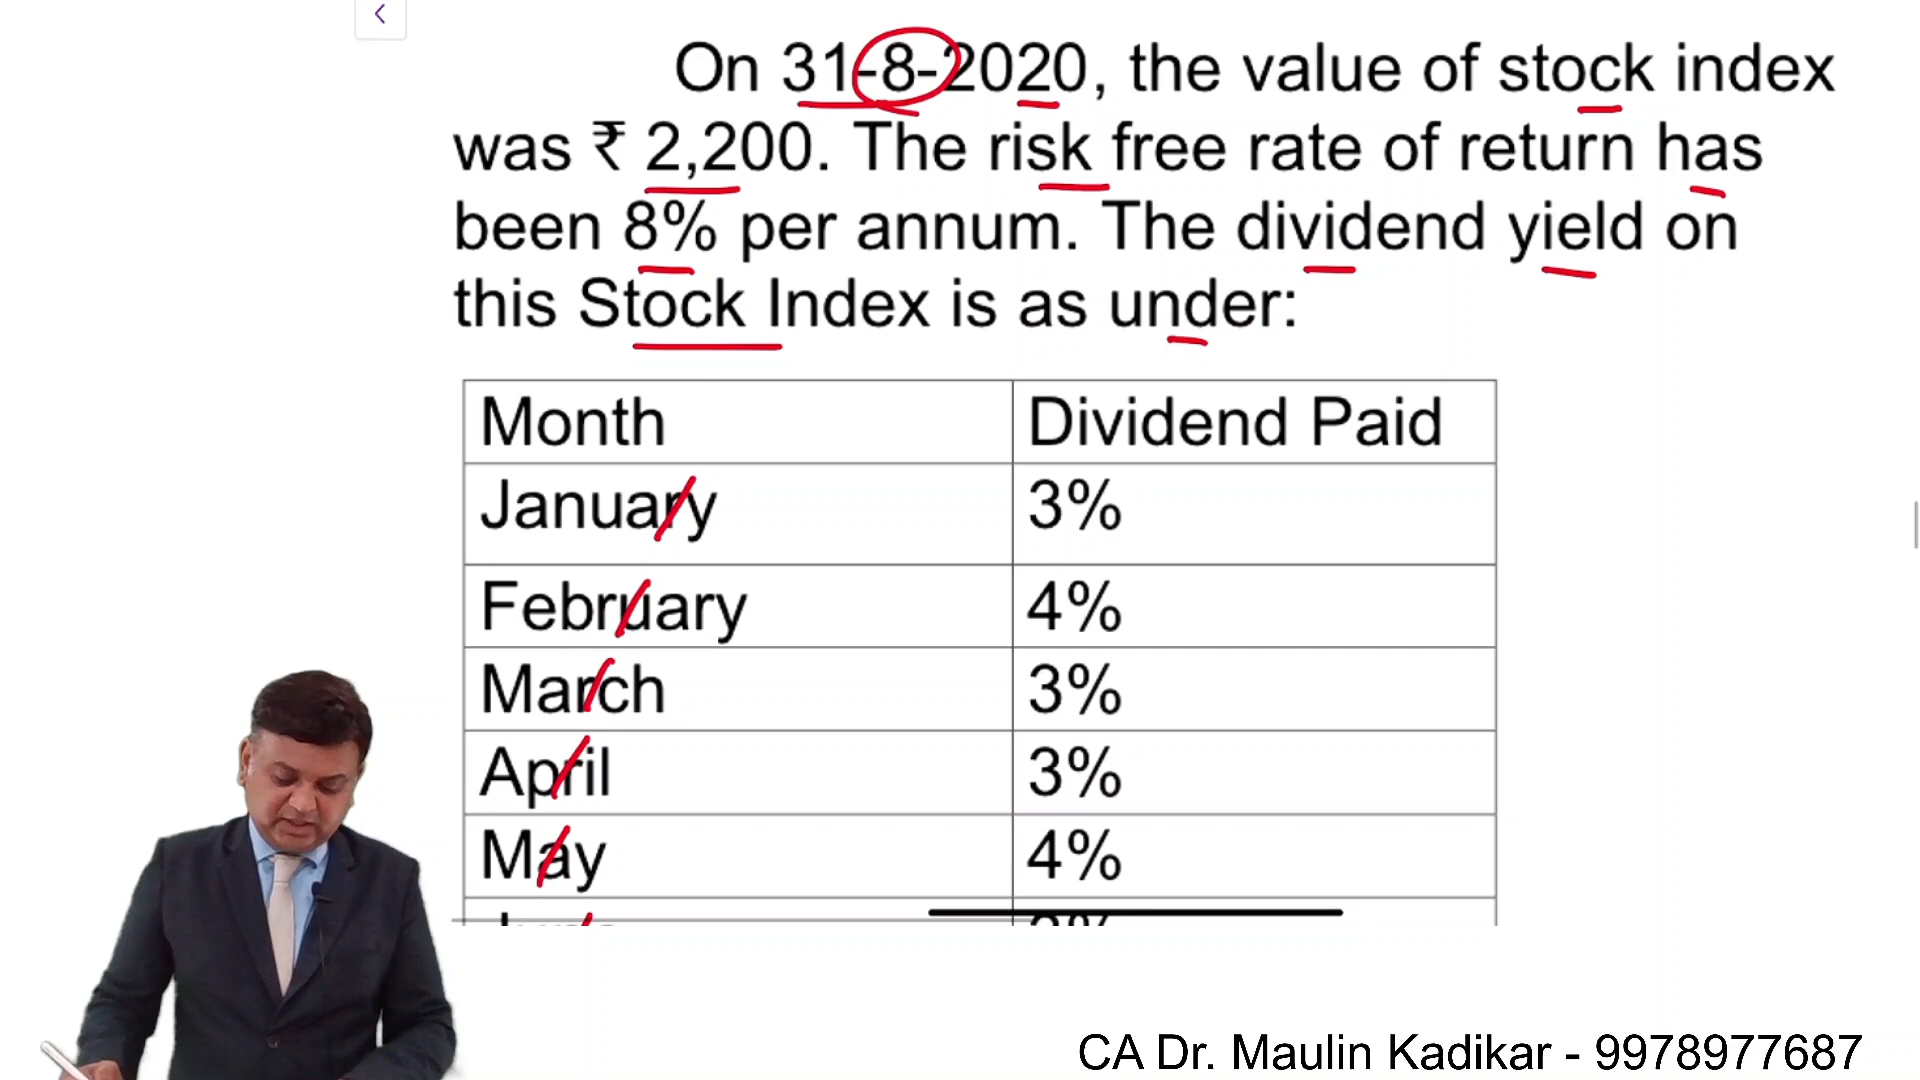 On 31-8-2020, the value of stock index
was ₹ 2,200. The risk free rate of return has
been 8% per annum. The dividend yield on
this Stock Index is as under:
Month Dividend Paid
January 3%
February 4%
March 3%
April 3%
May 4%
CA Dr. Maulin Kadikar - 9978977687